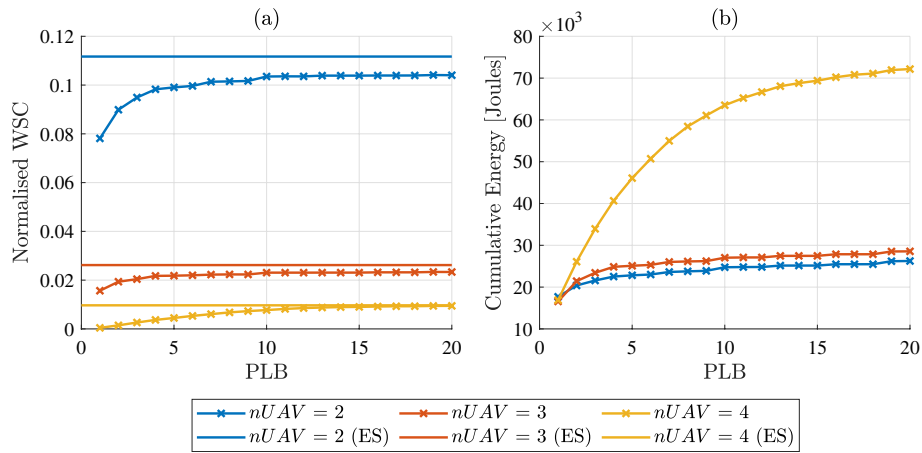 (a)
0.12
0.1
0.08
0.06
0.04
0.02
0
0 5 10 15 20
Normalised WSC
PLB
(b)
×10³
80
70
60
50
40
30
20
10
0 5 10 15 20
Cumulative Energy [Joules]
PLB
nUAV = 2 nUAV = 3 nUAV = 4
nUAV = 2 (ES) nUAV = 3 (ES) nUAV = 4 (ES)